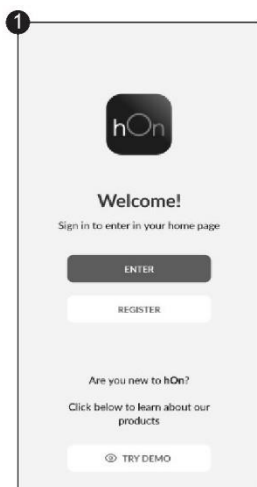 1
hOn
Welcome!
Sign in to enter in your home page
ENTER
REGISTER
Are you new to hOn?
Click below to learn about our
products
TRY DEMO